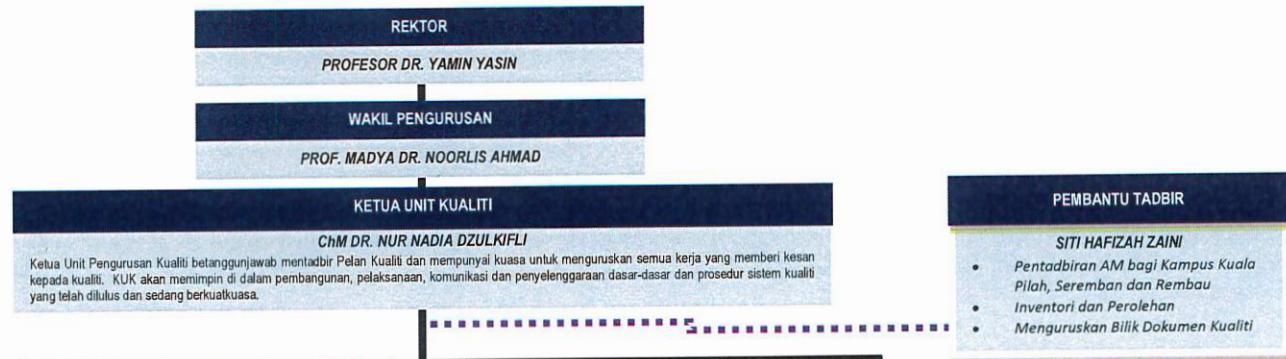 REKTOR
PROFESOR DR. YAMIN YASIN
WAKIL PENGURUSAN
PROF. MADYA DR. NOORLIS AHMAD
KETUA UNIT KUALITI
ChM DR. NUR NADIA DZULKIFLI
Ketua Unit Pengurusan Kualiti betanggunjawab mentadbir Pelan Kualiti dan mempunyai kuasa untuk menguruskan semua kerja yang memberi kesan
kepada kualiti. KUK akan memimpin di dalam pembangunan, pelaksanaan, komunikasi dan penyelenggaraan dasar-dasar dan prosedur sistem kualiti
yang telah dilulus dan sedang berkuatkuasa.
PEMBANTU TADBIR
SITI HAFIZAH ZAINI
• Pentadbiran AM bagi Kampus Kuala
Pilah, Seremban dan Rembau
• Inventori dan Perolehan
• Menguruskan Bilik Dokumen Kualiti